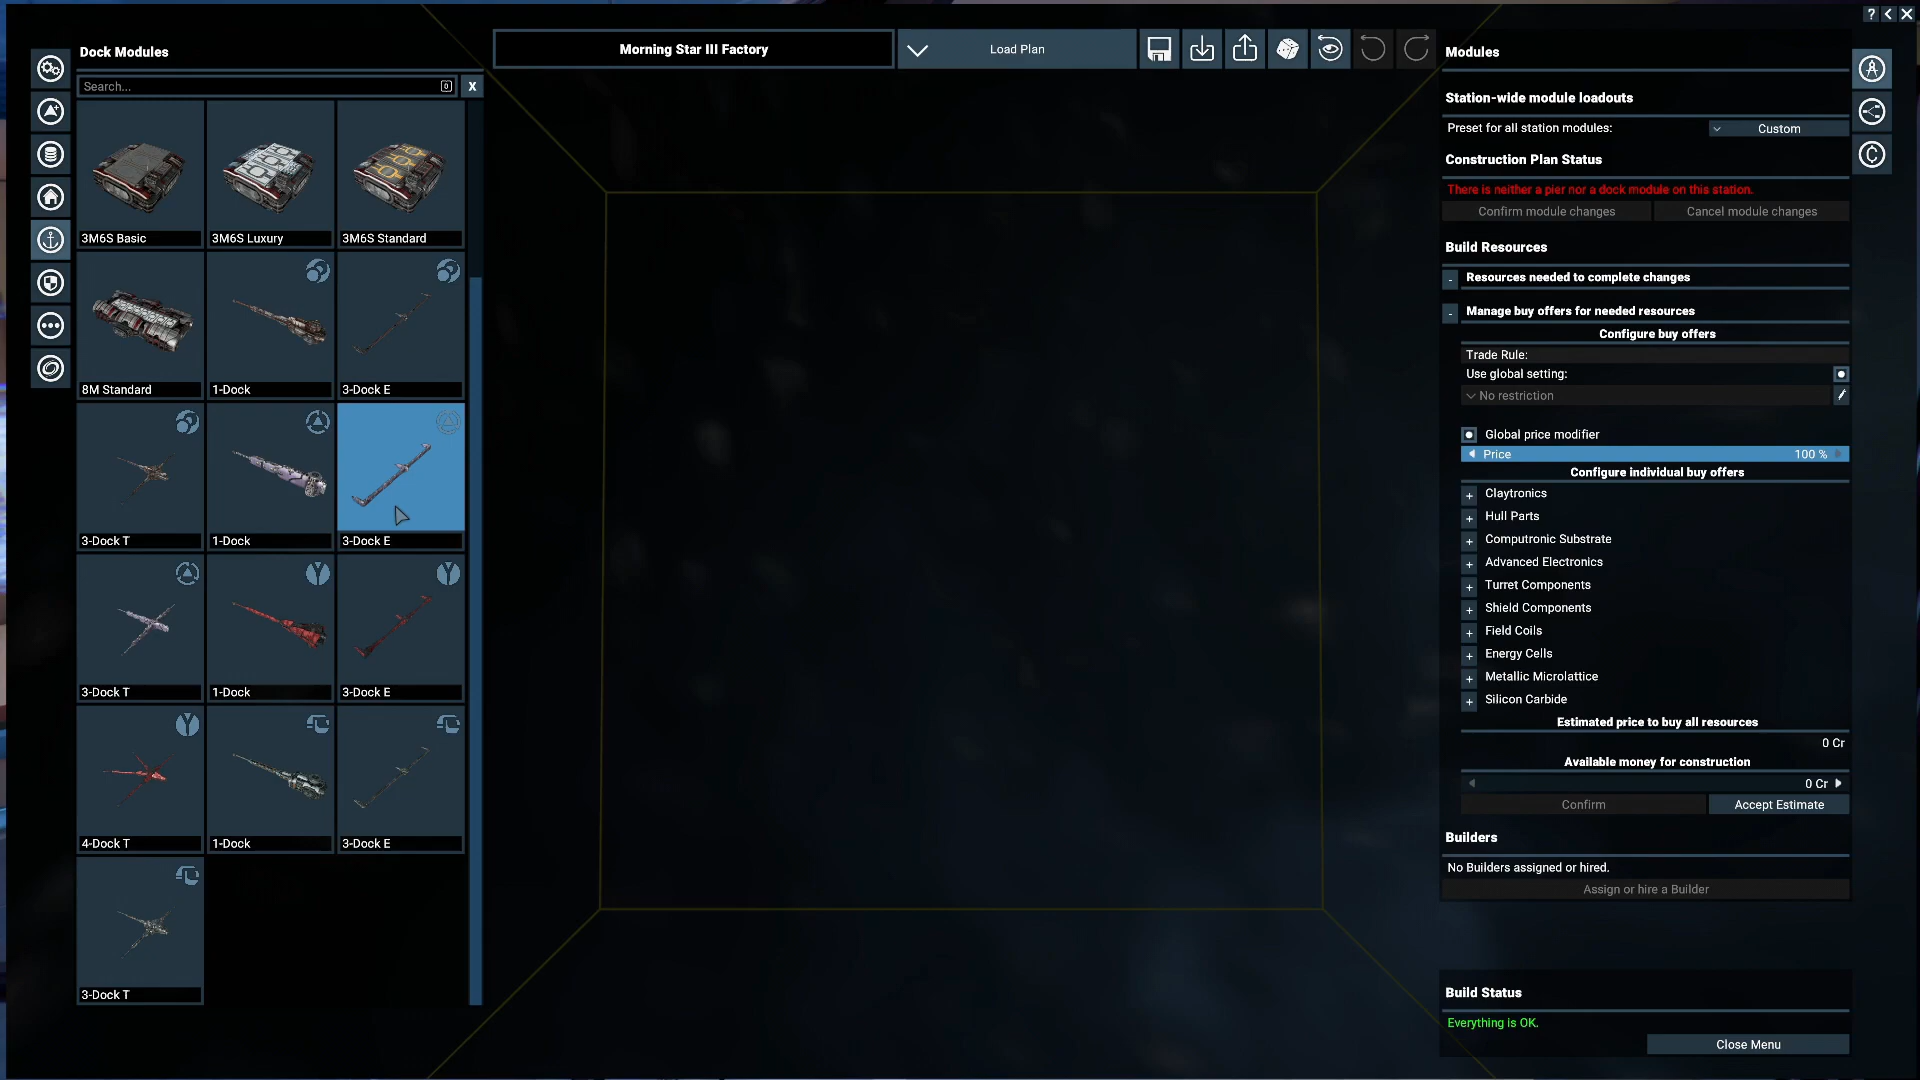 Dock Modules
Search...
0
X
3M6S Basic
3M6S Luxury
3M6S Standard
8M Standard
1-Dock
3-Dock E
3-Dock T
1-Dock
3-Dock E
3-Dock T
1-Dock
3-Dock E
4-Dock T
1-Dock
3-Dock E
3-Dock T
Morning Star III Factory
Load Plan
?
Modules
Station-wide module loadouts
Preset for all station modules:
Custom
Construction Plan Status
There is neither a pier nor a dock module on this station.
Confirm module changes
Cancel module changes
Build Resources
- Resources needed to complete changes
- Manage buy offers for needed resources
Configure buy offers
Trade Rule:
Use global setting:
No restriction
Global price modifier
Price 100 %
Configure individual buy offers
+ Claytronics
+ Hull Parts
+ Computronic Substrate
+ Advanced Electronics
+ Turret Components
+ Shield Components
+ Field Coils
+ Energy Cells
+ Metallic Microlattice
+ Silicon Carbide
Estimated price to buy all resources
0 Cr
Available money for construction
0 Cr
Confirm
Accept Estimate
Builders
No Builders assigned or hired.
Assign or hire a Builder
Build Status
Everything is OK.
Close Menu